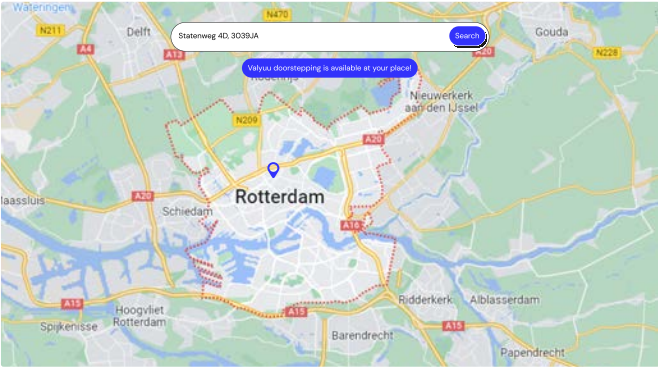 Wateringen
N470
N211
Delft
Statenweg 4D, 3039JA
Search
Gouda
A4
A13
N228
Valyuu doorstepping is available at your place!
Nieuwerkerk
aan den IJssel
N209
A20
A20
Rotterdam
Schiedam
A16
A15
Hoogvliet
Rotterdam
A15
Ridderkerk
Alblasserdam
Spijkenisse
A15
Barendrecht
Papendrecht